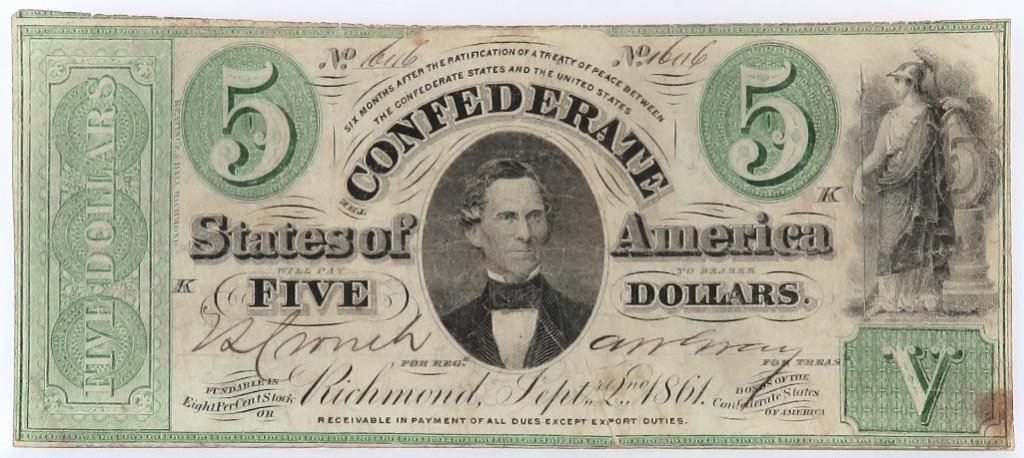 FIVE DOLLARS
No 1646
No 1646
5
5
SIX MONTHS AFTER THE RATIFICATION OF A TREATY OF PEACE BETWEEN
THE CONFEDERATE STATES AND THE UNITED STATES
THE CONFEDERATE
K
5
States of America
WILL PAY
TO BEARER
K
FIVE DOLLARS.
FOR REGR.
FOR TREAS
FUNDABLE IN
Eight Per Cent Stock
OR
Richmond, Sept,, 2nd,, 1861.
BONDS OF THE
Confederate States
OF AMERICA
RECEIVABLE IN PAYMENT OF ALL DUES EXCEPT EXPORT DUTIES.
V